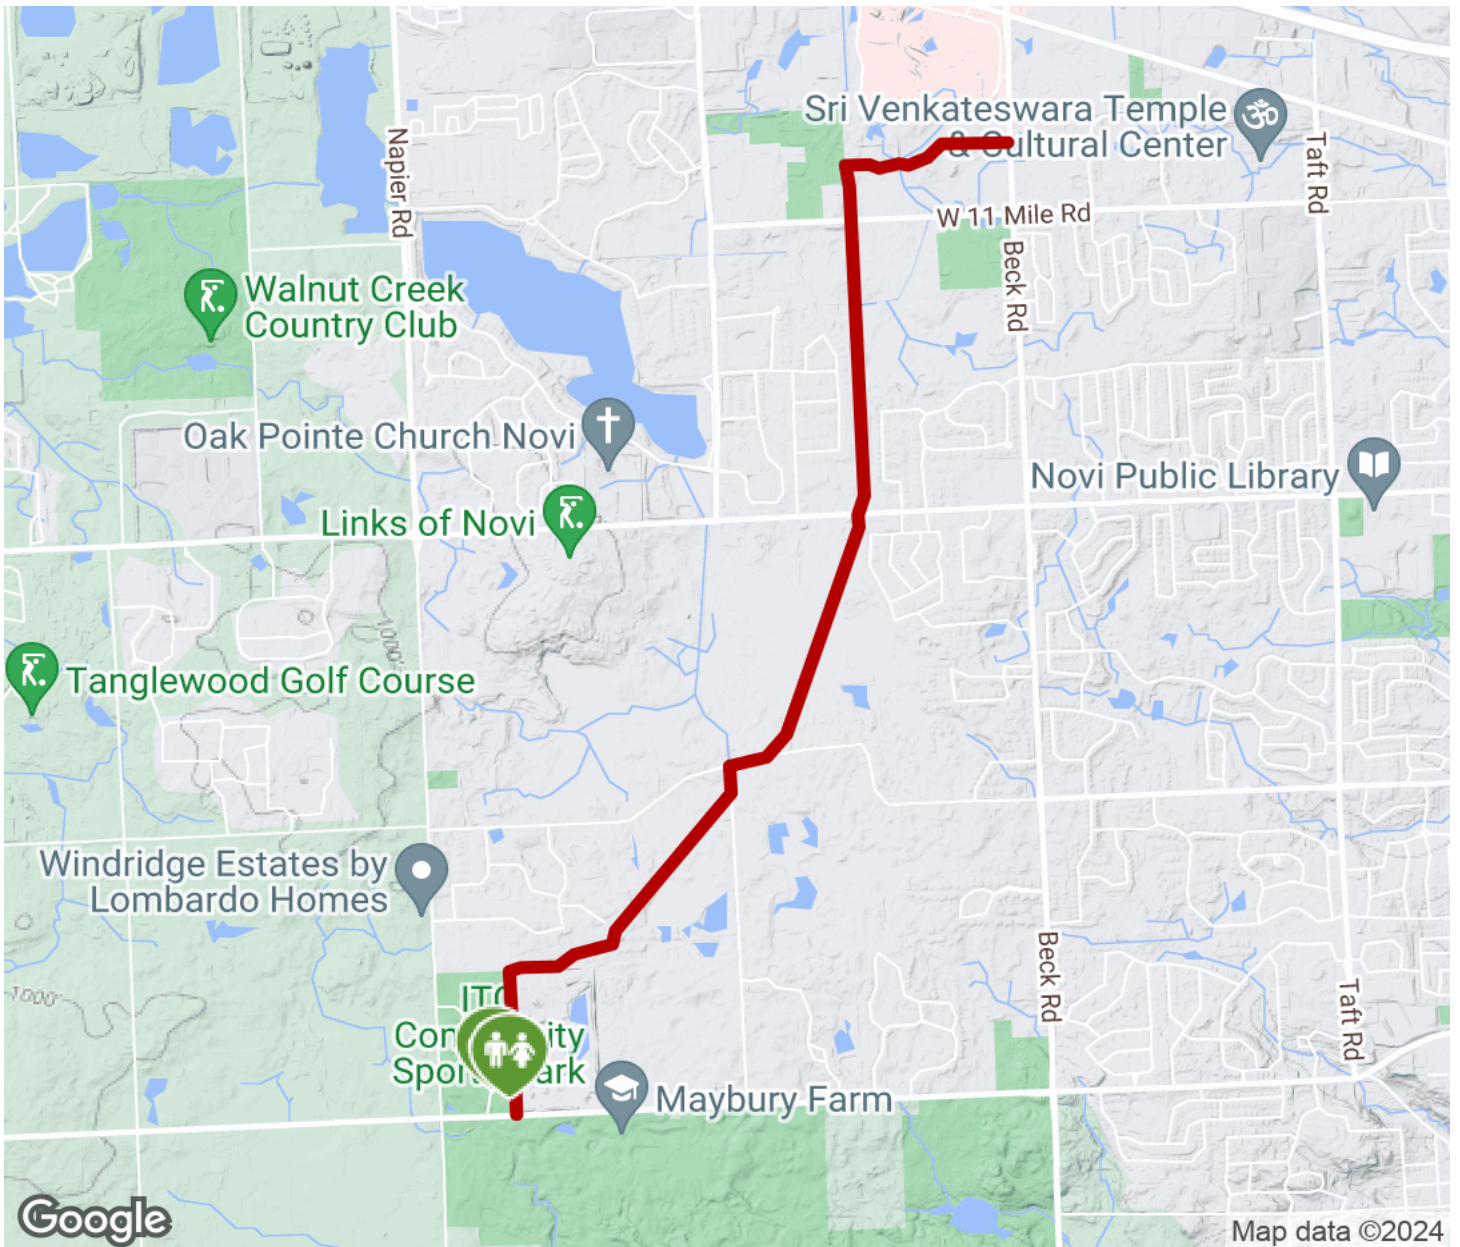 Sri Venkateswara Temple
& Cultural Center
Napier Rd
Taft Rd
W 11 Mile Rd
Beck Rd
Walnut Creek
Country Club
Oak Pointe Church Novi
Novi Public Library
Links of Novi
1000'
Tanglewood Golf Course
Windridge Estates by
Lombardo Homes
Beck Rd
1000'
Taft Rd
Maybury Farm
Google
Map data ©2024